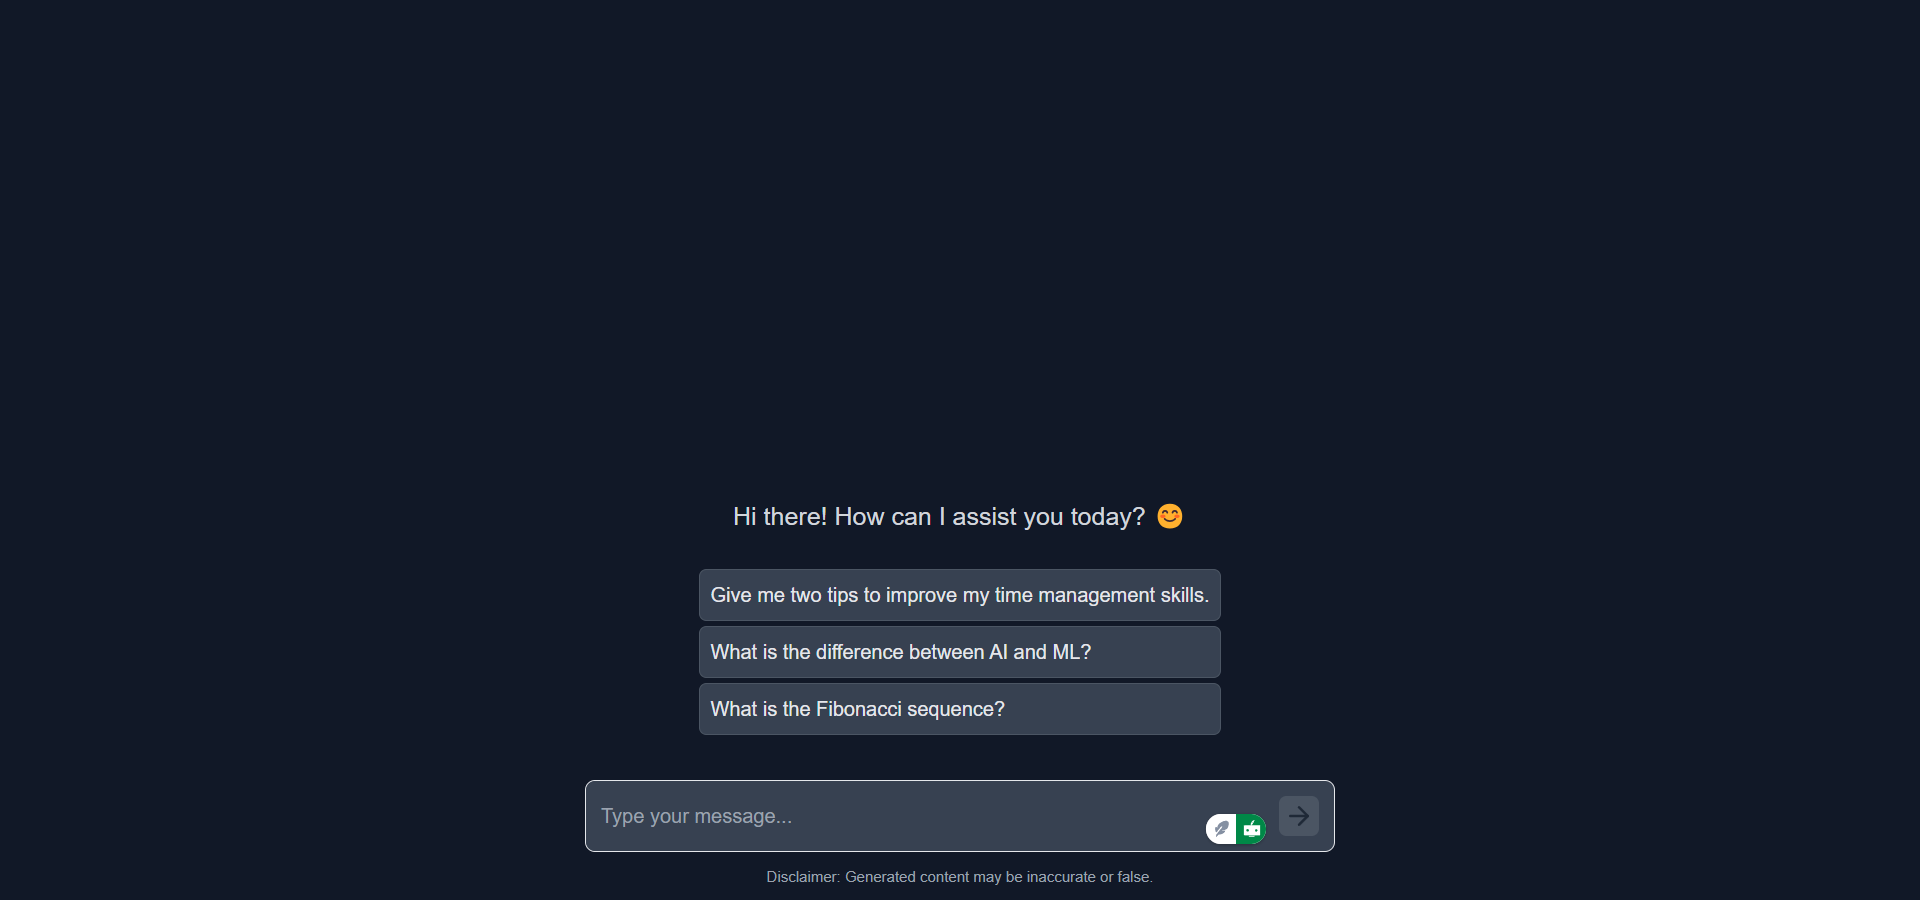 Hi there! How can I assist you today? 😊
Give me two tips to improve my time management skills.
What is the difference between AI and ML?
What is the Fibonacci sequence?
Type your message...
Disclaimer: Generated content may be inaccurate or false.